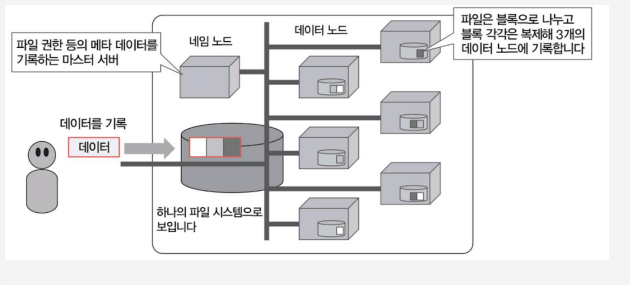 파일 권한 등의 메타 데이터를
기록하는 마스터 서버
네임 노드
데이터 노드
파일은 블록으로 나누고
블록 각각은 복제해 3개의
데이터 노드에 기록합니다
데이터를 기록
데이터
하나의 파일 시스템으로
보입니다